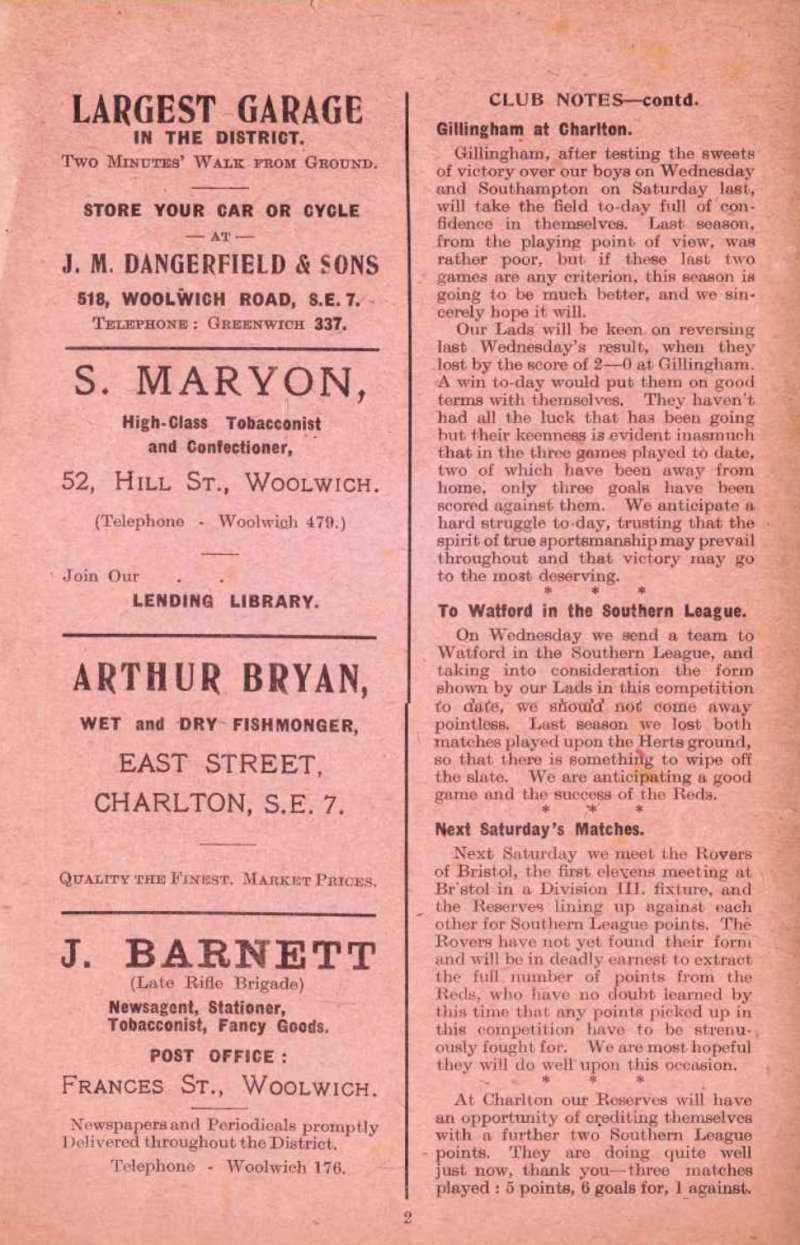 LARGEST GARAGE
IN THE DISTRICT.
TWO MINUTES' WALK FROM GROUND.
STORE YOUR CAR OR CYCLE
— AT —
J. M. DANGERFIELD & SONS
518, WOOLWICH ROAD, S.E. 7.
TELEPHONE : GREENWICH 337.
S. MARYON,
High-Class Tobacconist
and Confectioner,
52, HILL ST., WOOLWICH.
(Telephone - Woolwich 479.)
Join Our . .
LENDING LIBRARY.
ARTHUR BRYAN,
WET and DRY FISHMONGER,
EAST STREET,
CHARLTON, S.E. 7.
QUALITY THE FINEST. MARKET PRICES.
J. BARNETT
(Late Rifle Brigade)
Newsagent, Stationer,
Tobacconist, Fancy Goods.
POST OFFICE :
FRANCES ST., WOOLWICH.
Newspapers and Periodicals promptly
Delivered throughout the District.
Telephone - Woolwich 176.
CLUB NOTES—contd.
Gillingham at Charlton.
Gillingham, after testing the sweets
of victory over our boys on Wednesday
and Southampton on Saturday last,
will take the field to-day full of con-
fidence in themselves. Last season,
from the playing point of view, was
rather poor, but if these last two
games are any criterion, this season is
going to be much better, and we sin-
cerely hope it will.
Our Lads will be keen on reversing
last Wednesday's result, when they
lost by the score of 2—0 at Gillingham.
A win to-day would put them on good
terms with themselves. They haven't
had all the luck that has been going
but their keenness is evident inasmuch
that in the three games played to date,
two of which have been away from
home, only three goals have been
scored against them. We anticipate a
hard struggle to-day, trusting that the
spirit of true sportsmanship may prevail
throughout and that victory may go
to the most deserving.
* * *
To Watford in the Southern League.
On Wednesday we send a team to
Watford in the Southern League, and
taking into consideration the form
shown by our Lads in this competition
to date, we should not come away
pointless. Last season we lost both
matches played upon the Herts ground,
so that there is something to wipe off
the slate. We are anticipating a good
game and the success of the Reds.
* * *
Next Saturday's Matches.
Next Saturday we meet the Rovers
of Bristol, the first elevens meeting at
Br'stol in a Division III. fixture, and
the Reserves lining up against each
other for Southern League points. The
Rovers have not yet found their form
and will be in deadly earnest to extract
the full number of points from the
Reds, who have no doubt learned by
this time that any points picked up in
this competition have to be strenu-
ously fought for. We are most hopeful
they will do well upon this occasion.
* * *
At Charlton our Reserves will have
an opportunity of crediting themselves
with a further two Southern League
points. They are doing quite well
just now, thank you—three matches
played : 5 points, 6 goals for, 1 against.
2